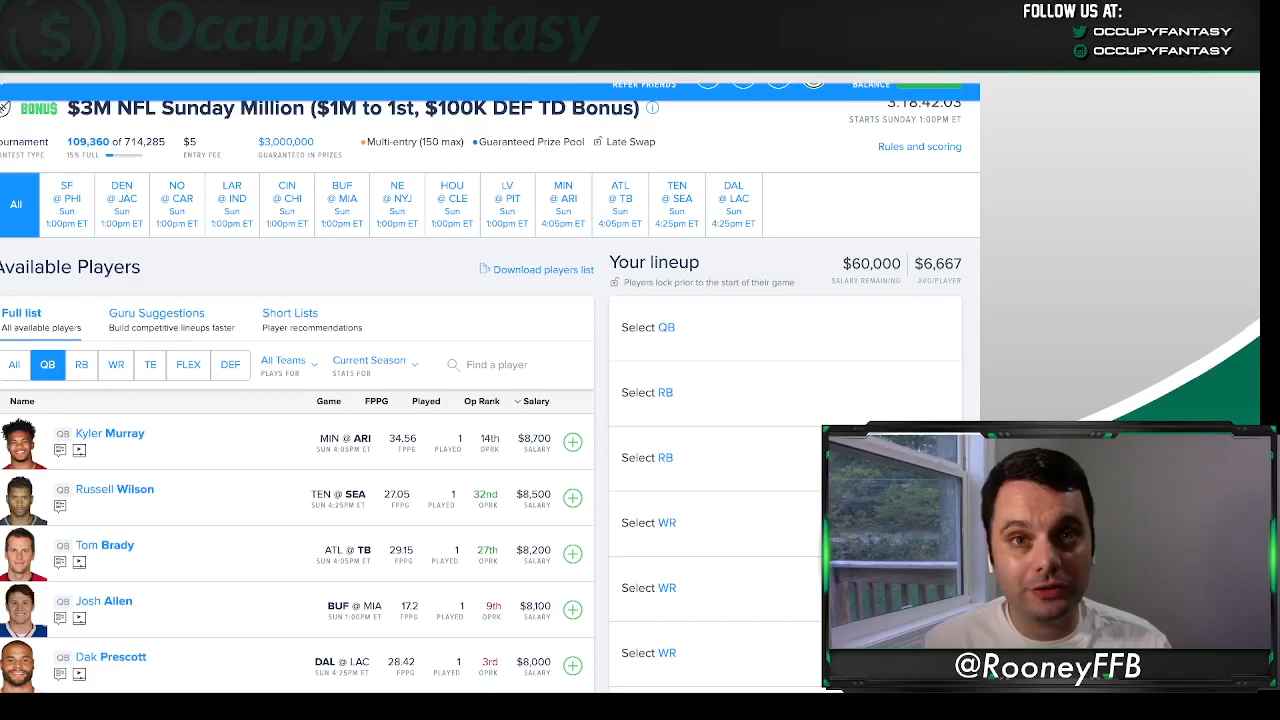 Occupy Fantasy
FOLLOW US AT:
OCCUPYFANTASY
OCCUPYFANTASY
REFER FRIENDS
BALANCE
BONU$ $3M NFL Sunday Million ($1M to 1st, $100K DEF TD Bonus)
3:18:42:03
STARTS SUNDAY 1:00PM ET
ournament 109,360 of 714,285 $5 $3,000,000 Multi-entry (150 max) Guaranteed Prize Pool Late Swap
ONTEST TYPE 15% FULL ENTRY FEE GUARANTEED IN PRIZES
Rules and scoring
All
SF @ PHI Sun 1:00pm ET
DEN @ JAC Sun 1:00pm ET
NO @ CAR Sun 1:00pm ET
LAR @ IND Sun 1:00pm ET
CIN @ CHI Sun 1:00pm ET
BUF @ MIA Sun 1:00pm ET
NE @ NYJ Sun 1:00pm ET
HOU @ CLE Sun 1:00pm ET
LV @ PIT Sun 1:00pm ET
MIN @ ARI Sun 4:05pm ET
ATL @ TB Sun 4:05pm ET
TEN @ SEA Sun 4:25pm ET
DAL @ LAC Sun 4:25pm ET
Available Players
Download players list
Your lineup
Players lock prior to the start of their game
$60,000 $6,667
SALARY REMAINING AVG/PLAYER
Full list Guru Suggestions Short Lists
All available players Build competitive lineups faster Player recommendations
All QB RB WR TE FLEX DEF
All Teams Current Season Find a player
PLAYS FOR STATS FOR
Name Game FPPG Played Op Rank Salary
QB Kyler Murray MIN @ ARI 34.56 1 14th $8,700
SUN 4:05PM ET FPPG PLAYED OPRK SALARY
QB Russell Wilson TEN @ SEA 27.05 1 32nd $8,500
SUN 4:25PM ET FPPG PLAYED OPRK SALARY
QB Tom Brady ATL @ TB 29.15 1 27th $8,200
SUN 4:05PM ET FPPG PLAYED OPRK SALARY
QB Josh Allen BUF @ MIA 17.2 1 9th $8,100
SUN 1:00PM ET FPPG PLAYED OPRK SALARY
QB Dak Prescott DAL @ LAC 28.42 1 3rd $8,000
SUN 4:25PM ET FPPG PLAYED OPRK SALARY
Select QB
Select RB
Select RB
Select WR
Select WR
Select WR
@RooneyFFB